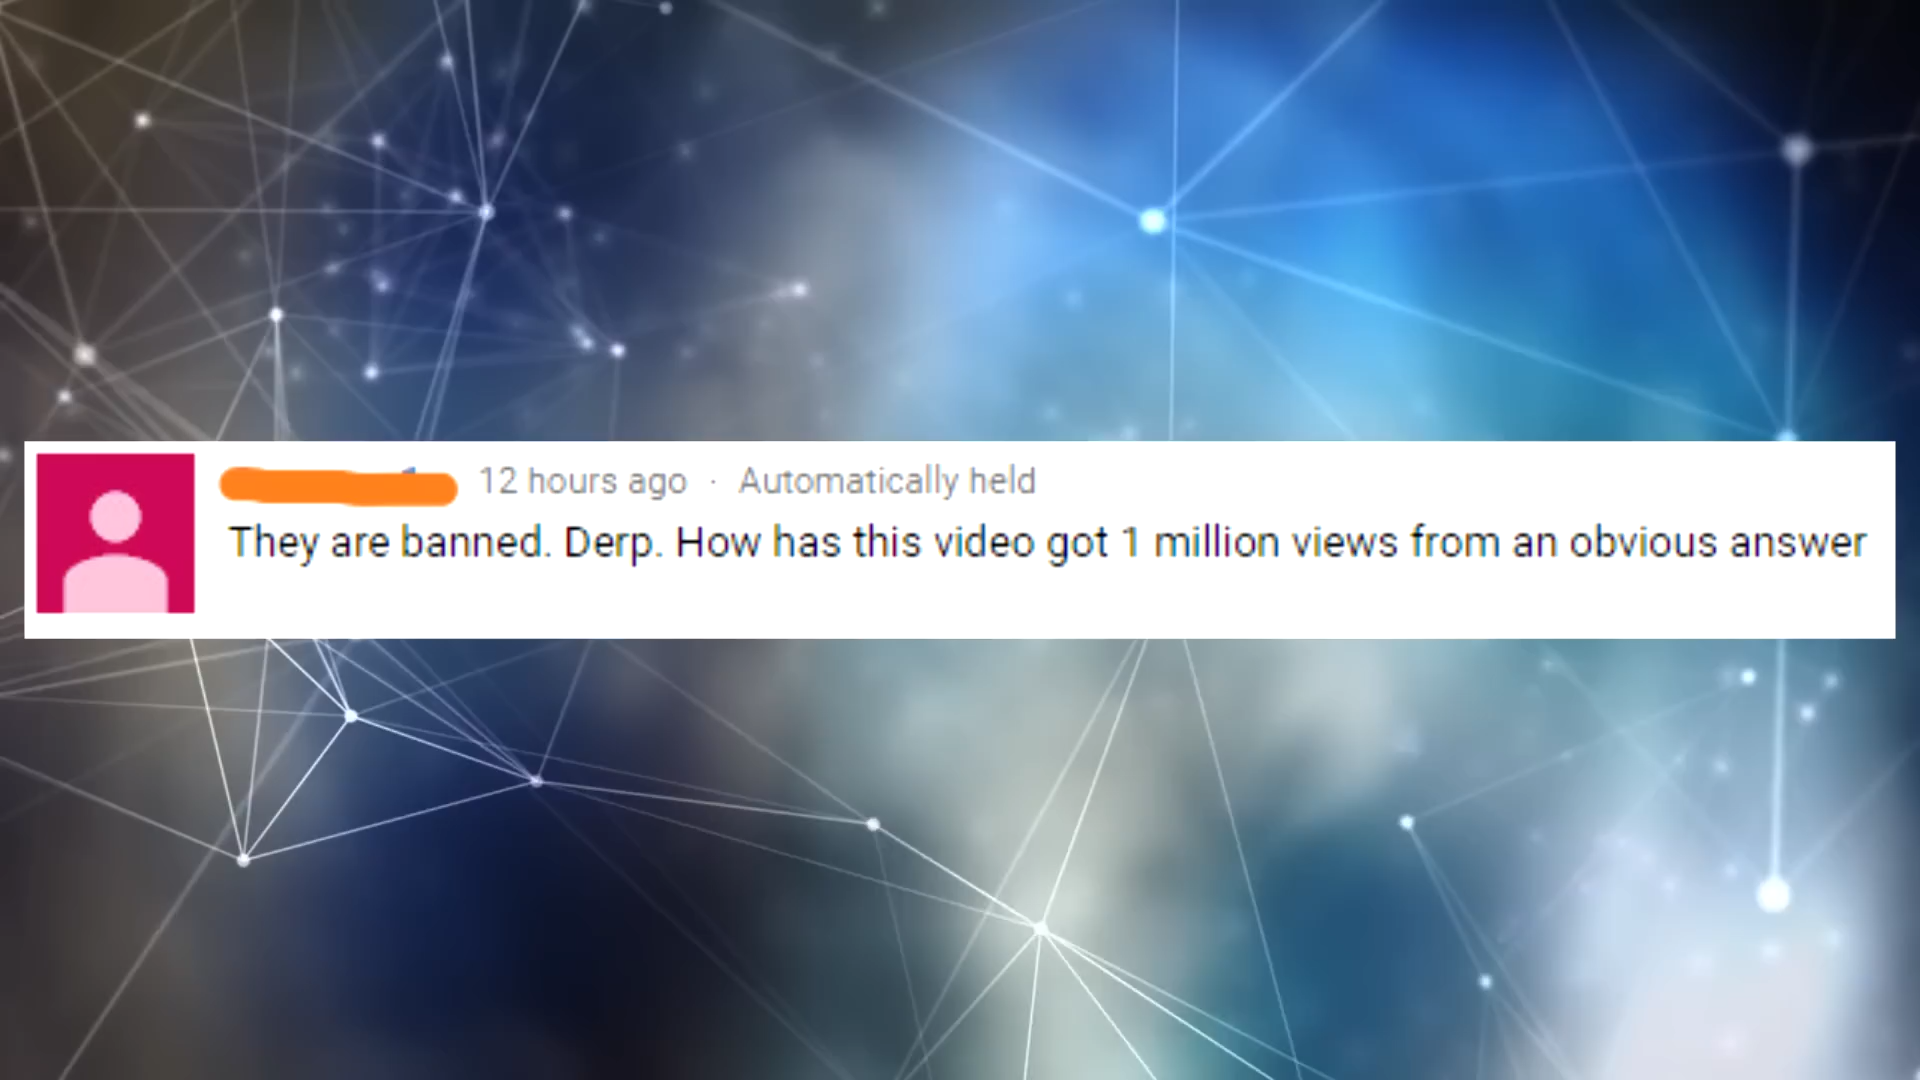 12 hours ago · Automatically held
They are banned. Derp. How has this video got 1 million views from an obvious answer